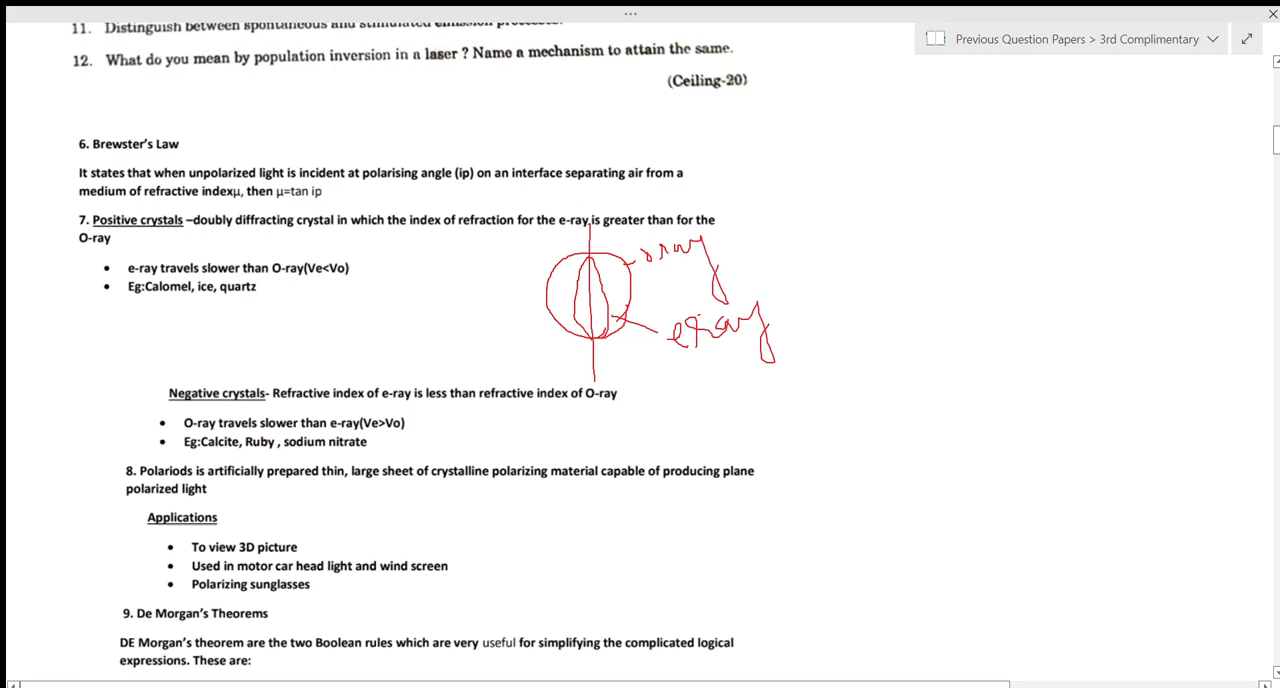 ...
11. Distinguish between spontaneous and stimulated emission processes.
Previous Question Papers > 3rd Complimentary
12. What do you mean by population inversion in a laser ? Name a mechanism to attain the same.
(Ceiling-20)
6. Brewster's Law
It states that when unpolarized light is incident at polarising angle (ip) on an interface separating air from a
medium of refractive indexμ, then μ=tan ip
7. Positive crystals –doubly diffracting crystal in which the index of refraction for the e-ray is greater than for the
O-ray
• e-ray travels slower than O-ray(Ve<Vo)
• Eg:Calomel, ice, quartz
o ray
e ray
Negative crystals- Refractive index of e-ray is less than refractive index of O-ray
• O-ray travels slower than e-ray(Ve>Vo)
• Eg:Calcite, Ruby , sodium nitrate
8. Polariods is artificially prepared thin, large sheet of crystalline polarizing material capable of producing plane
polarized light
Applications
• To view 3D picture
• Used in motor car head light and wind screen
• Polarizing sunglasses
9. De Morgan's Theorems
DE Morgan's theorem are the two Boolean rules which are very useful for simplifying the complicated logical
expressions. These are: